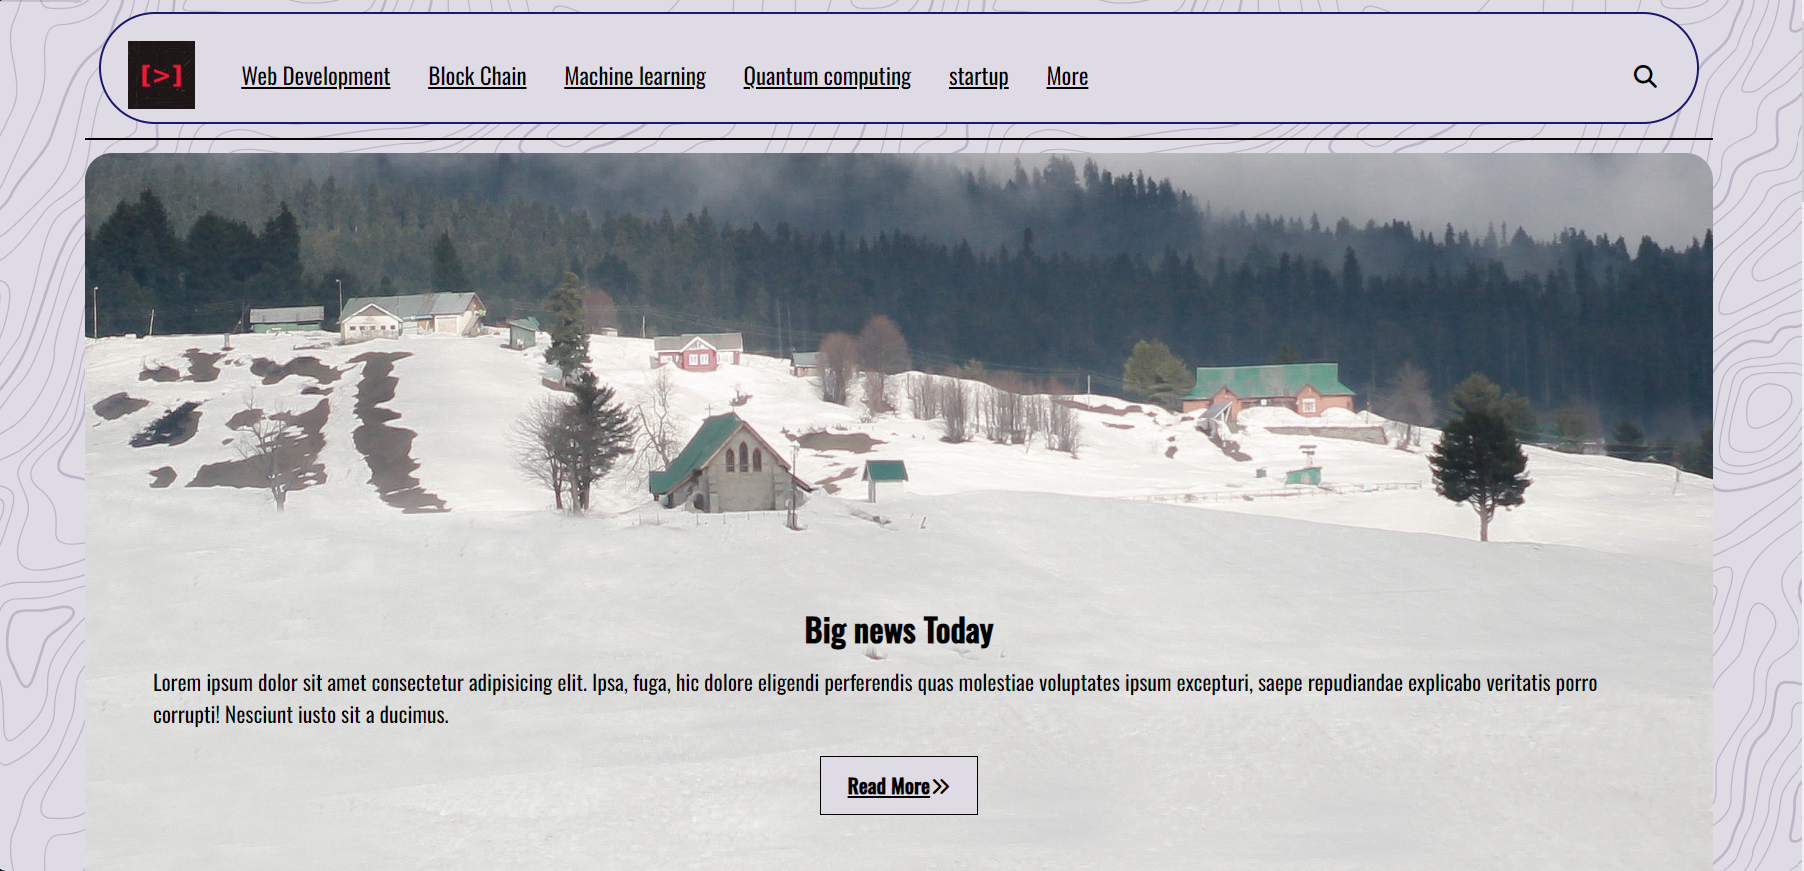 [>]
Web Development Block Chain Machine learning Quantum computing startup More
Big news Today
Lorem ipsum dolor sit amet consectetur adipisicing elit. Ipsa, fuga, hic dolore eligendi perferendis quas molestiae voluptates ipsum excepturi, saepe repudiandae explicabo veritatis porro
corrupti! Nesciunt iusto sit a ducimus.
Read More